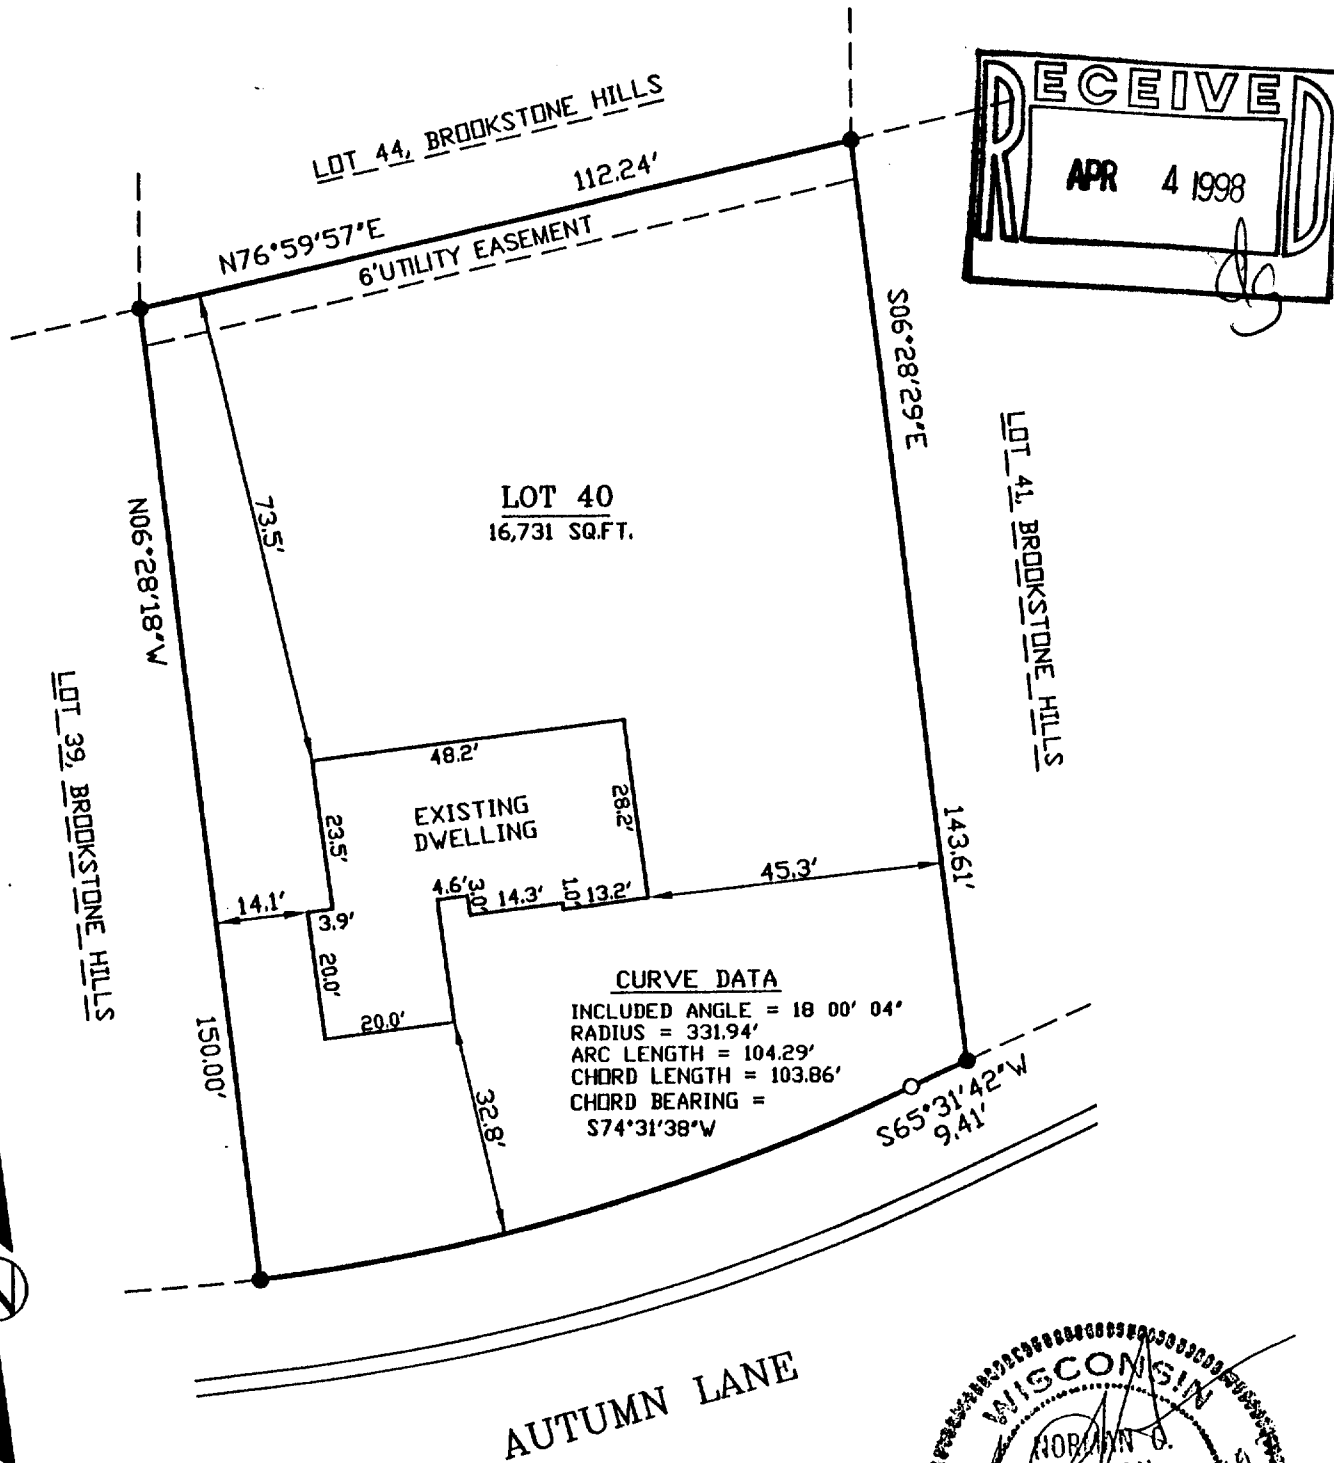 RECEIVED
APR 4 1998
dg
LOT 44, BROOKSTONE HILLS
112.24'
N76°59'57"E
6'UTILITY EASEMENT
S06°28'29"E
LOT 41, BROOKSTONE HILLS
LOT 40
16,731 SQ.FT.
73.5'
N06°28'18"W
LOT 39, BROOKSTONE HILLS
48.2'
EXISTING
DWELLING
28.2'
23.5'
143.61'
45.3'
4.6'
3.0'
14.3'
1.0'
13.2'
14.1'
3.9'
20.0'
20.0'
150.00'
32.8'
CURVE DATA
INCLUDED ANGLE = 18 00' 04"
RADIUS = 331.94'
ARC LENGTH = 104.29'
CHORD LENGTH = 103.86'
CHORD BEARING =
S74°31'38"W
S65°31'42"W
9.41'
AUTUMN LANE
WISCONSIN
NORMAN O.